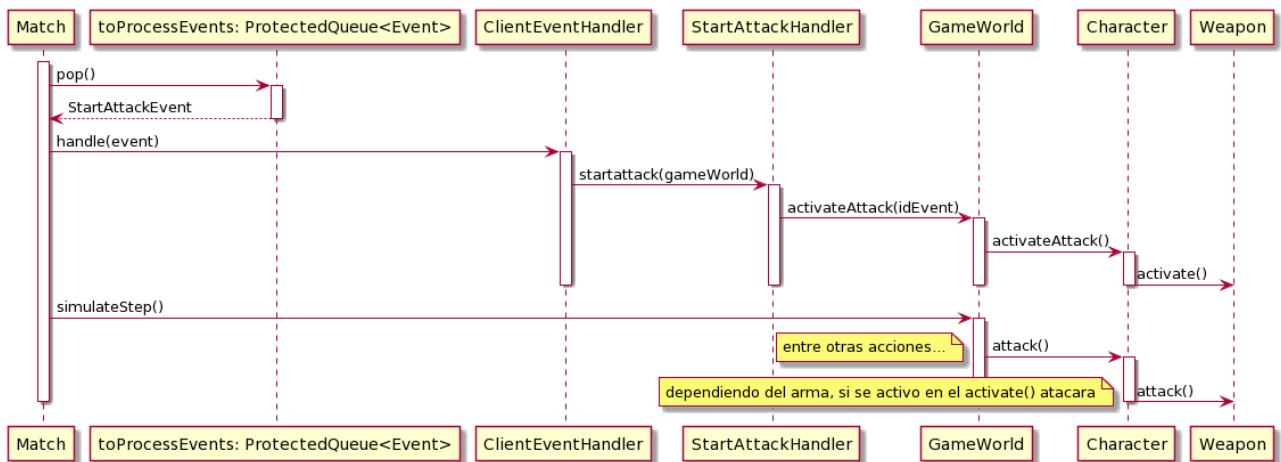 Match
toProcessEvents: ProtectedQueue<Event>
ClientEventHandler
StartAttackHandler
GameWorld
Character
Weapon
pop()
StartAttackEvent
handle(event)
startattack(gameWorld)
activateAttack(idEvent)
activateAttack()
activate()
simulateStep()
entre otras acciones...
attack()
dependiendo del arma, si se activo en el activate() atacara
attack()
Match
toProcessEvents: ProtectedQueue<Event>
ClientEventHandler
StartAttackHandler
GameWorld
Character
Weapon